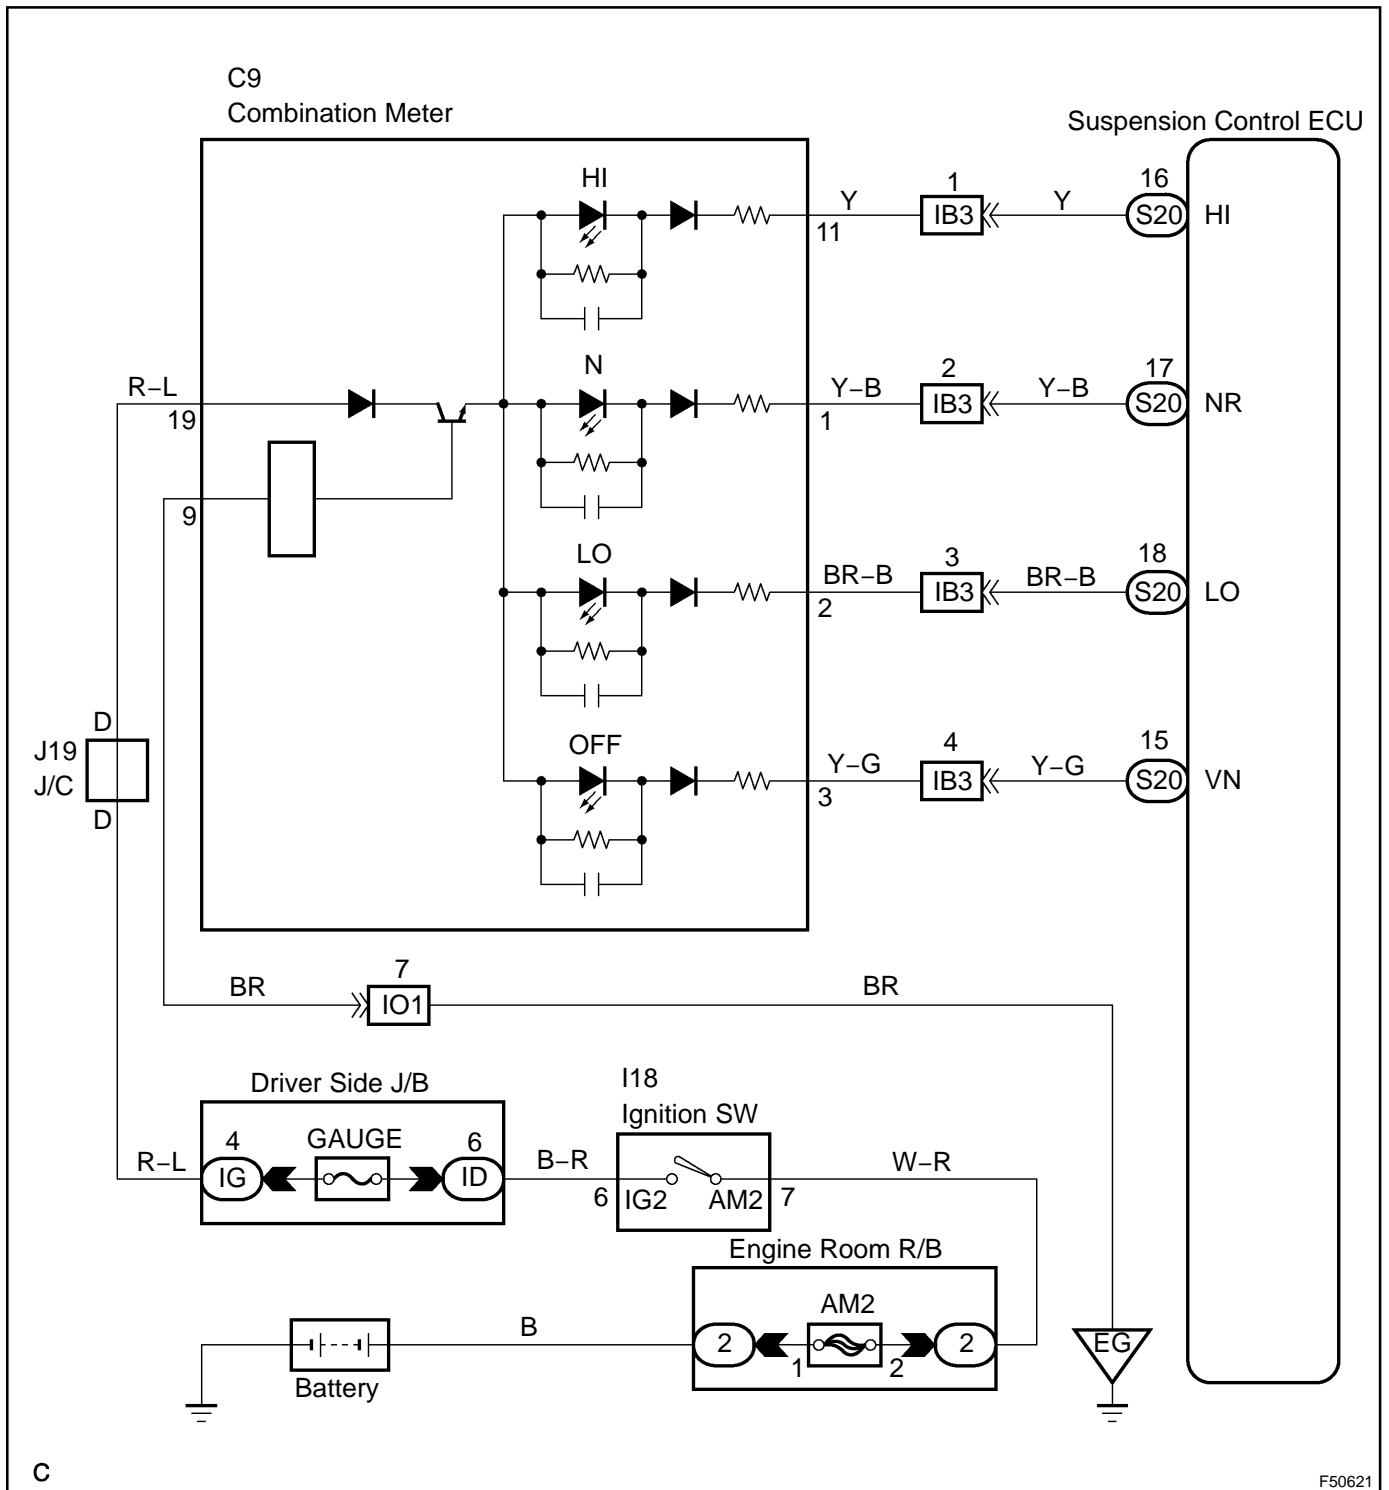 C9
Combination Meter
Suspension Control ECU
HI
Y
11
1
IB3
Y
16
S20
HI
R–L
19
N
Y–B
1
2
IB3
Y–B
17
S20
NR
9
LO
BR–B
2
3
IB3
BR–B
18
S20
LO
D
J19
J/C
D
OFF
Y–G
3
4
IB3
Y–G
15
S20
VN
BR
7
IO1
BR
Driver Side J/B
I18
Ignition SW
R–L
4
IG
GAUGE
6
ID
B–R
6
IG2
AM2
7
W–R
Engine Room R/B
Battery
B
2
AM2
1
2
2
EG
C
F50621